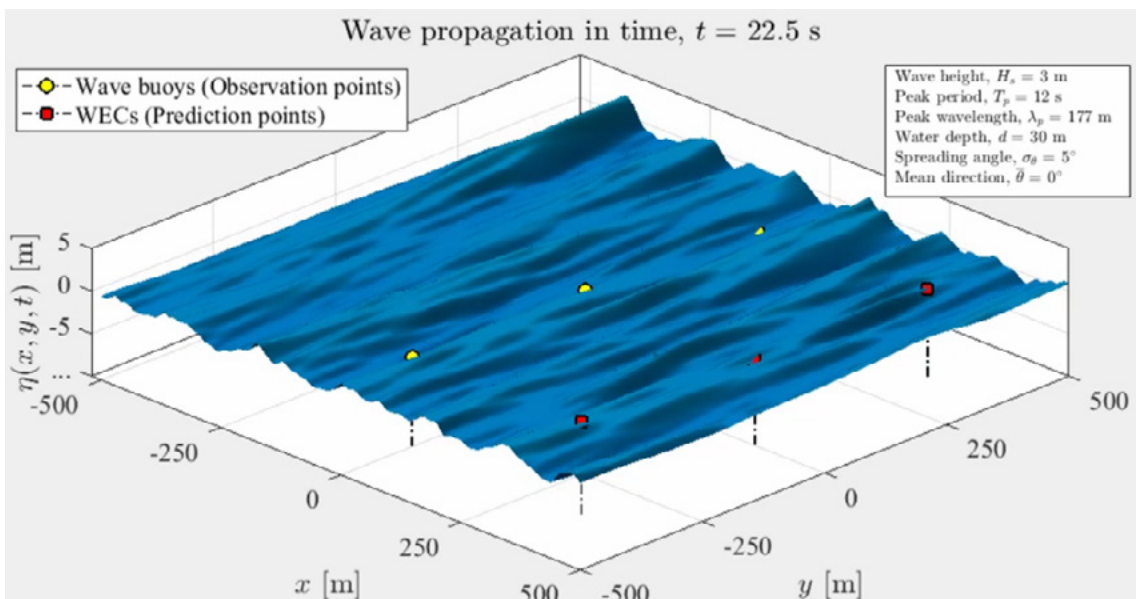 Wave propagation in time, t = 22.5 s
Wave buoys (Observation points)
WECs (Prediction points)
Wave height, Hₛ = 3 m
Peak period, Tₚ = 12 s
Peak wavelength, λₚ = 177 m
Water depth, d = 30 m
Spreading angle, σ_θ = 5°
Mean direction, θ̄ = 0°
η(x, y, t) [m]
5
0
-5
...
-500
-250
0
250
500
x [m]
-500
-250
0
250
500
y [m]